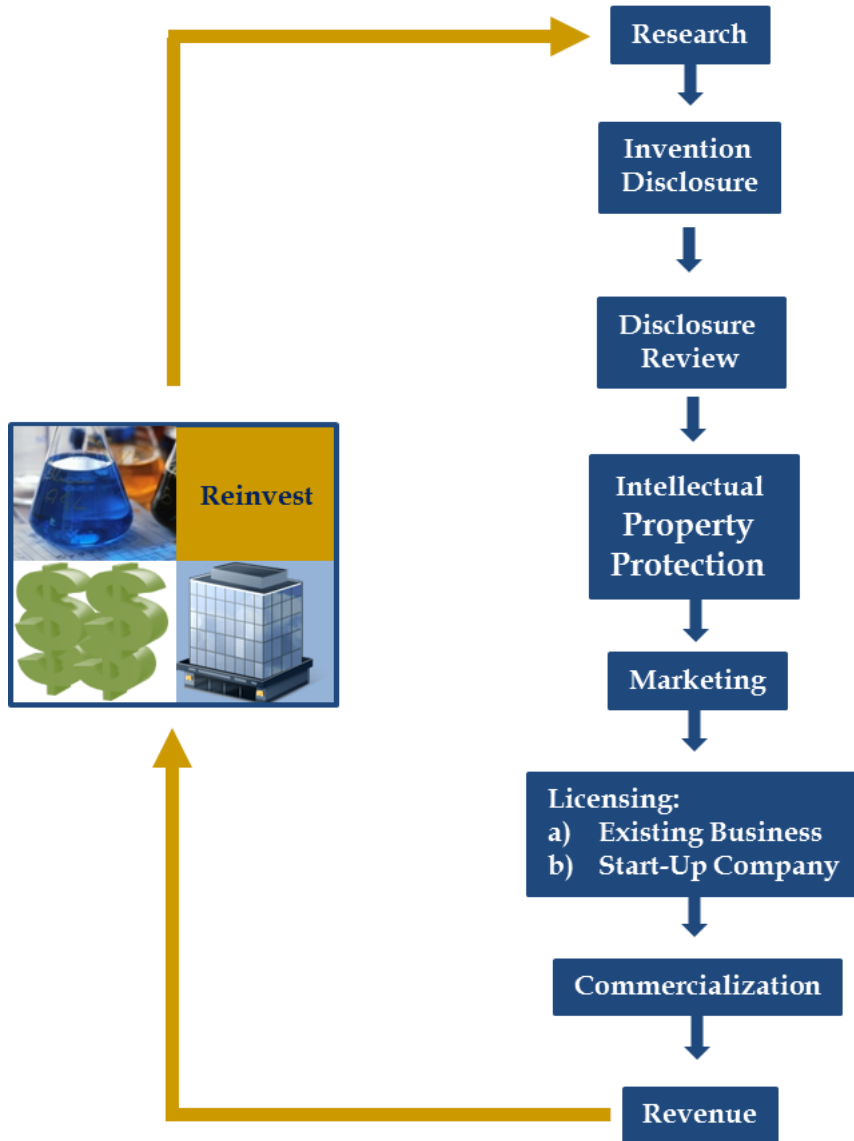 Research
Invention
Disclosure
Disclosure
Review
Intellectual
Property
Protection
Reinvest
Marketing
Licensing:
a) Existing Business
b) Start-Up Company
Commercialization
Revenue